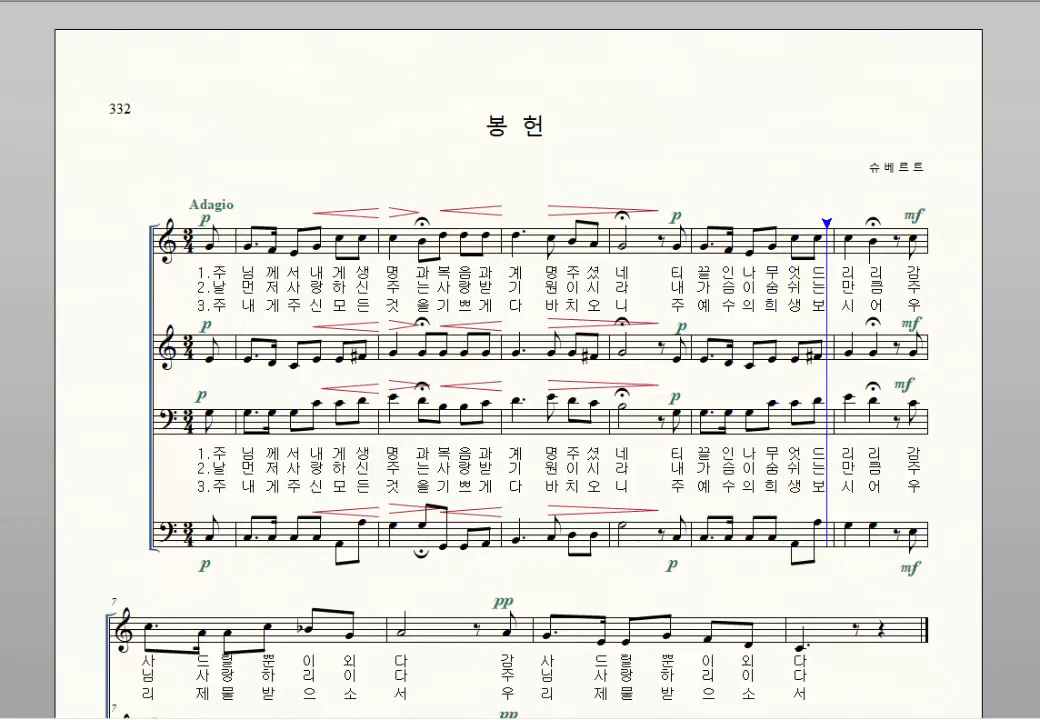 332
봉 헌
슈베르트
Adagio
p p mf
1.주 님 께 서 내 게 생 명 과 복 음 과 계 명 주 셨 네 티 끌 인 나 무 엇 드 리 리 감
2.날 먼 저 사 랑 하 신 주 는 사 랑 받 기 원 이 시 라 내 가 슴 이 숨 쉬 는 만 큼 주
3.주 내 게 주 신 모 든 것 을 기 쁘 게 다 바 치 오 니 주 예 수 의 희 생 보 시 어 우
p p mf
p p mf
1.주 님 께 서 내 게 생 명 과 복 음 과 계 명 주 셨 네 티 끌 인 나 무 엇 드 리 리 감
2.날 먼 저 사 랑 하 신 주 는 사 랑 받 기 원 이 시 라 내 가 슴 이 숨 쉬 는 만 큼 주
3.주 내 게 주 신 모 든 것 을 기 쁘 게 다 바 치 오 니 주 예 수 의 희 생 보 시 어 우
p p mf
7 pp
사 드 릴 뿐 이 외 다 감 사 드 릴 뿐 이 외 다
님 사 랑 하 리 이 다 주 님 사 랑 하 리 이 다
리 제 물 받 으 소 서 우 리 제 물 받 으 소 서
7 pp